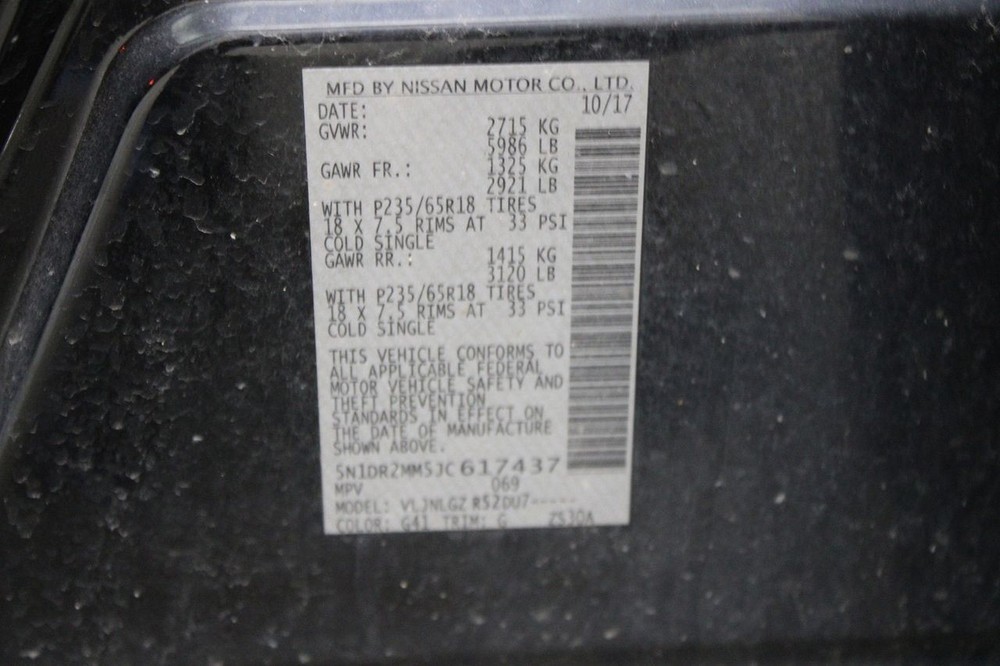 MFD BY NISSAN MOTOR CO., LTD.
DATE: 10/17
GVWR: 2715 KG
5986 LB
GAWR FR.: 1325 KG
2921 LB
WITH P235/65R18 TIRES
18 X 7.5 RIMS AT 33 PSI
COLD SINGLE
GAWR RR.: 1415 KG
3120 LB
WITH P235/65R18 TIRES
18 X 7.5 RIMS AT 33 PSI
COLD SINGLE
THIS VEHICLE CONFORMS TO
ALL APPLICABLE FEDERAL
MOTOR VEHICLE SAFETY AND
THEFT PREVENTION
STANDARDS IN EFFECT ON
THE DATE OF MANUFACTURE
SHOWN ABOVE.
5N1DR2MM5JC617437
MPV 069
MODEL: VLJNLGZ R52DU7-----
COLOR: G41 TRIM: G